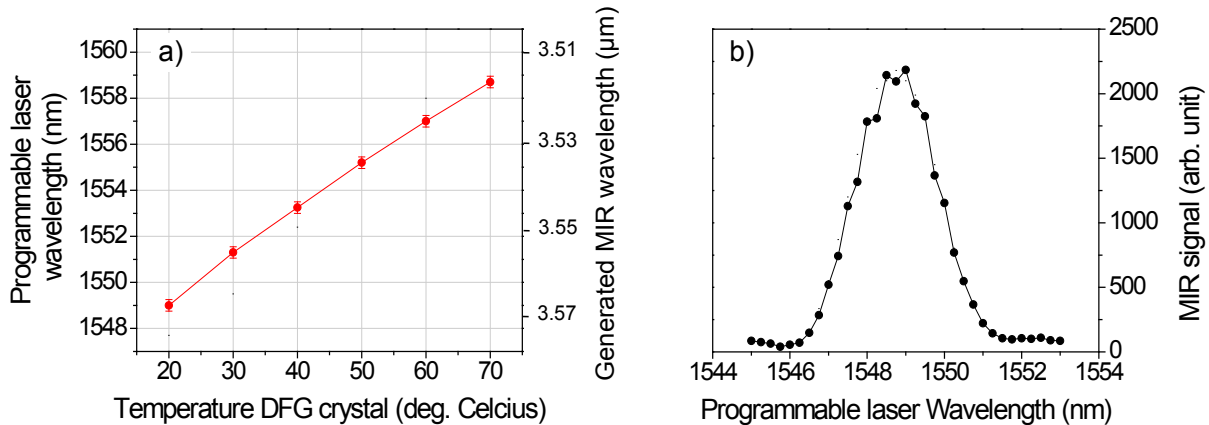 a)
Programmable laser
wavelength (nm)
1560
1558
1556
1554
1552
1550
1548
20 30 40 50 60 70
Temperature DFG crystal (deg. Celcius)
3.51
3.53
3.55
3.57
Generated MIR wavelength (µm)
b)
2500
2000
1500
1000
500
0
MIR signal (arb. unit)
1544 1546 1548 1550 1552 1554
Programmable laser Wavelength (nm)